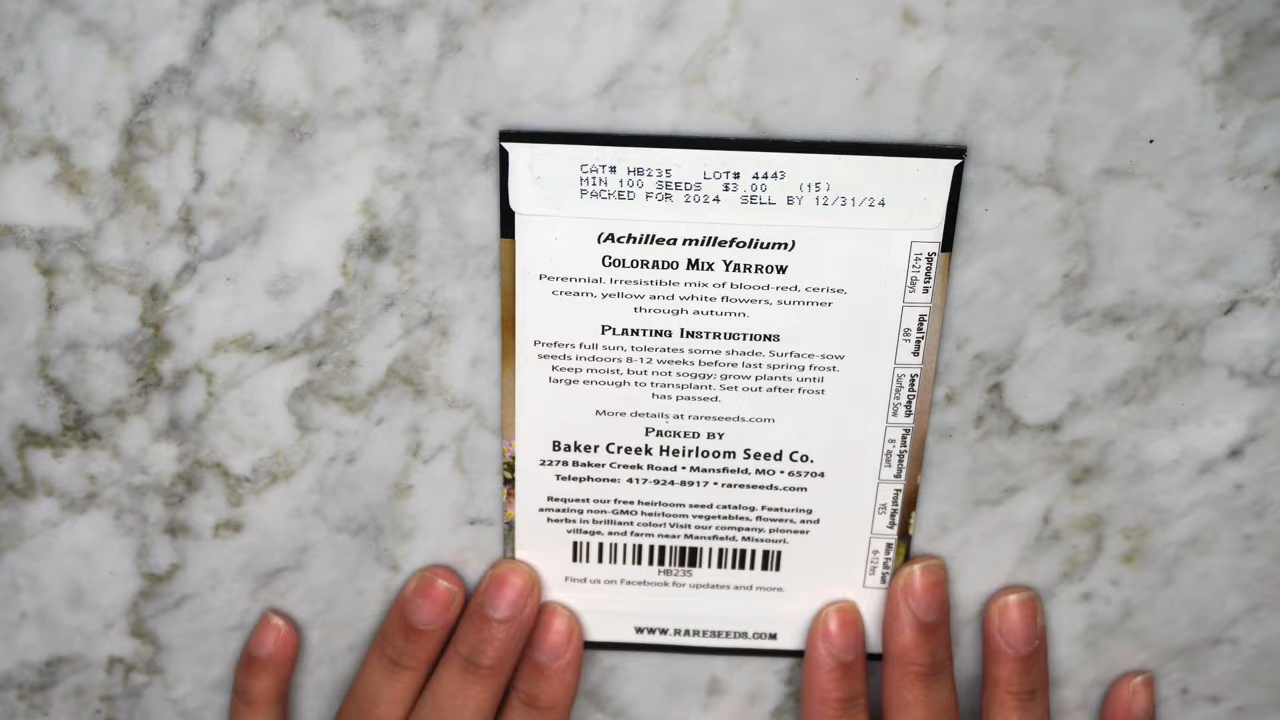 CAT# HB235 LOT# 4443
MIN 100 SEEDS $3.00 (15)
PACKED FOR 2024 SELL BY 12/31/24
(Achillea millefolium)
COLORADO MIX YARROW
Perennial. Irresistible mix of blood-red, cerise,
cream, yellow and white flowers, summer
through autumn.
PLANTING INSTRUCTIONS
Prefers full sun, tolerates some shade. Surface-sow
seeds indoors 8-12 weeks before last spring frost.
Keep moist, but not soggy; grow plants until
large enough to transplant. Set out after frost
has passed.
More details at rareseeds.com
PACKED BY
Baker Creek Heirloom Seed Co.
2278 Baker Creek Road • Mansfield, MO • 65704
Telephone: 417-924-8917 • rareseeds.com
Request our free heirloom seed catalog. Featuring
amazing non-GMO heirloom vegetables, flowers, and
herbs in brilliant color! Visit our company, pioneer
village, and farm near Mansfield, Missouri.
HB235
Find us on Facebook for updates and more.
WWW.RARESEEDS.COM
Sprouts in
14-21 days
Ideal Temp
68 F
Seed Depth
Surface Sow
Plant Spacing
8" apart
Frost Hardy
YES
Min Full Sun
6-12 hrs